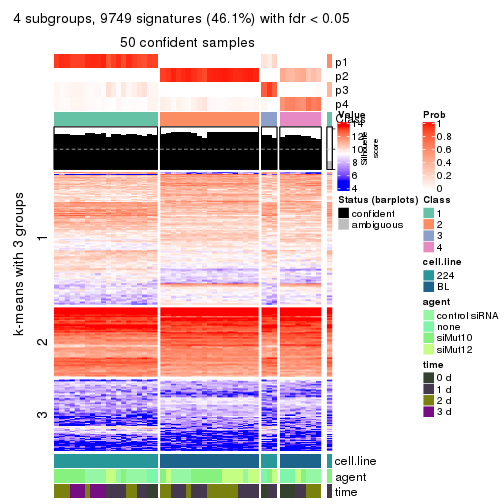 4 subgroups, 9749 signatures (46.1%) with fdr < 0.05
50 confident samples
p1
p2
p3
p4
Class
Silhouette
score
k-means with 3 groups
1
2
3
cell.line
agent
time
Value
14
12
10
8
6
4
Prob
1
0.8
0.6
0.4
0.2
0
Status (barplots)
confident
ambiguous
Class
1
2
3
4
cell.line
224
BL
agent
control siRNA
none
siMut10
siMut12
time
0 d
1 d
2 d
3 d